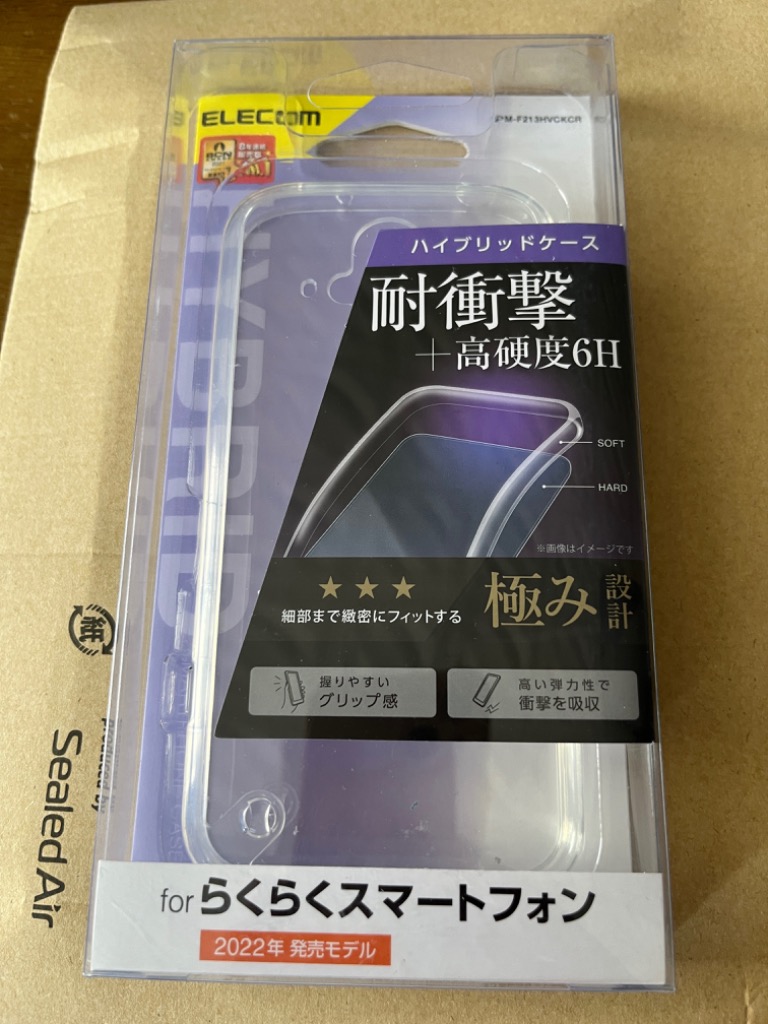 ELECOM
PM-F213HVCKCR
ハイブリッドケース
耐衝撃
+高硬度6H
SOFT
HARD
※画像はイメージです
★★★
細部まで緻密にフィットする
極み設計
握りやすい
グリップ感
高い弾力性で
衝撃を吸収
HYBRID
for らくらくスマートフォン
2022年 発売モデル
紙
Produced by
Sealed Air